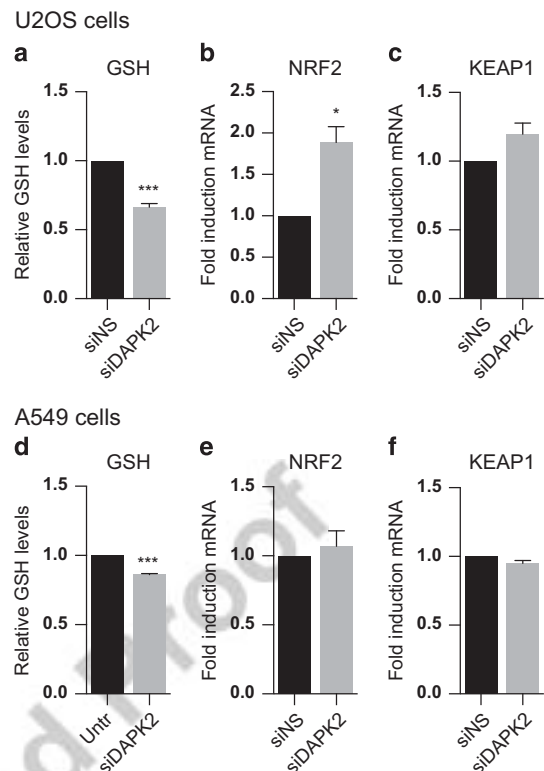 U2OS cells
a
GSH
Relative GSH levels
1.5
1.0
0.5
0.0
***
siNS
siDAPK2
b
NRF2
Fold induction mRNA
2.5
2.0
1.5
1.0
0.5
0.0
*
siNS
siDAPK2
c
KEAP1
Fold induction mRNA
1.5
1.0
0.5
0.0
siNS
siDAPK2
A549 cells
d
GSH
Relative GSH levels
1.5
1.0
0.5
0.0
***
Untr
siDAPK2
e
NRF2
Fold induction mRNA
1.5
1.0
0.5
0.0
siNS
siDAPK2
f
KEAP1
Fold induction mRNA
1.5
1.0
0.5
0.0
siNS
siDAPK2
d Proof